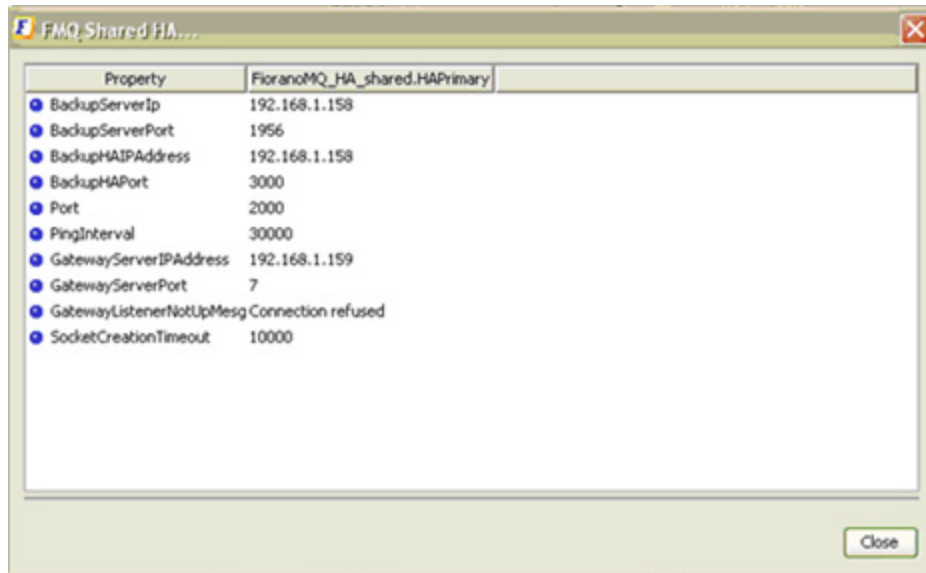 FMQ Shared HA...
Property FioranoMQ_HA_shared.HAPrimary
BackupServerIp 192.168.1.158
BackupServerPort 1956
BackupHAIPAddress 192.168.1.158
BackupHAPort 3000
Port 2000
PingInterval 30000
GatewayServerIPAddress 192.168.1.159
GatewayServerPort 7
GatewayListenerNotUpMesg Connection refused
SocketCreationTimeout 10000
Close